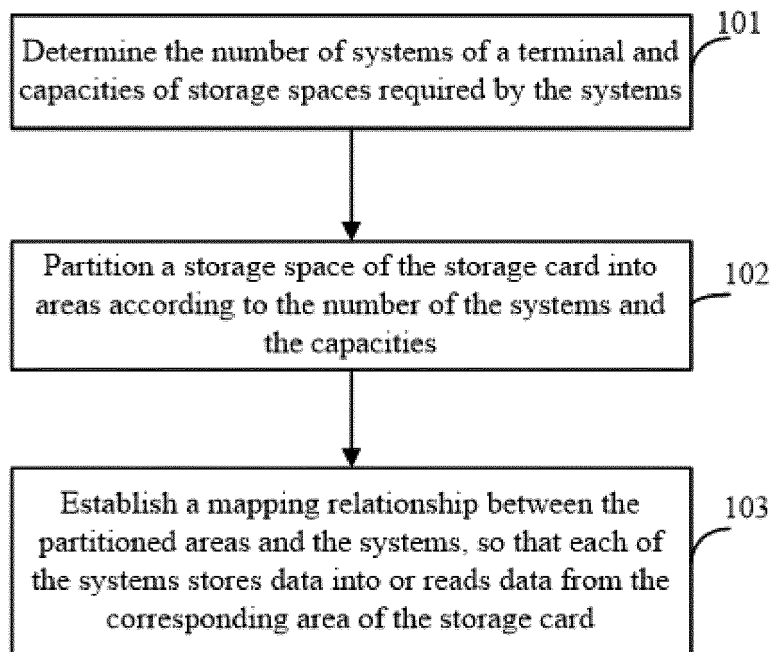 101
Determine the number of systems of a terminal and
capacities of storage spaces required by the systems
Partition a storage space of the storage card into
102
areas according to the number of the systems and
the capacities
Establish a mapping relationship between the
103
partitioned areas and the systems, so that each of
the systems stores data into or reads data from the
corresponding area of the storage card